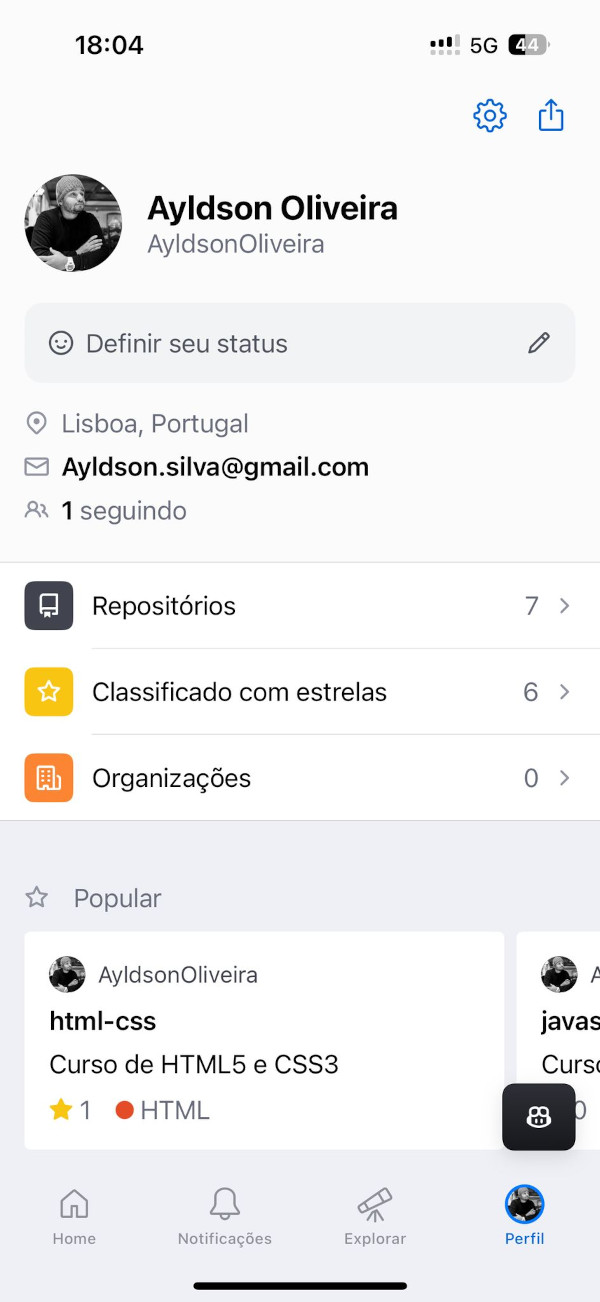 18:04
5G 44
Ayldson Oliveira
AyldsonOliveira
Definir seu status
Lisboa, Portugal
Ayldson.silva@gmail.com
1 seguindo
Repositórios 7
Classificado com estrelas 6
Organizações 0
Popular
AyldsonOliveira A
html-css javas
Curso de HTML5 e CSS3 Curso
1 HTML 0
Home Notificações Explorar Perfil